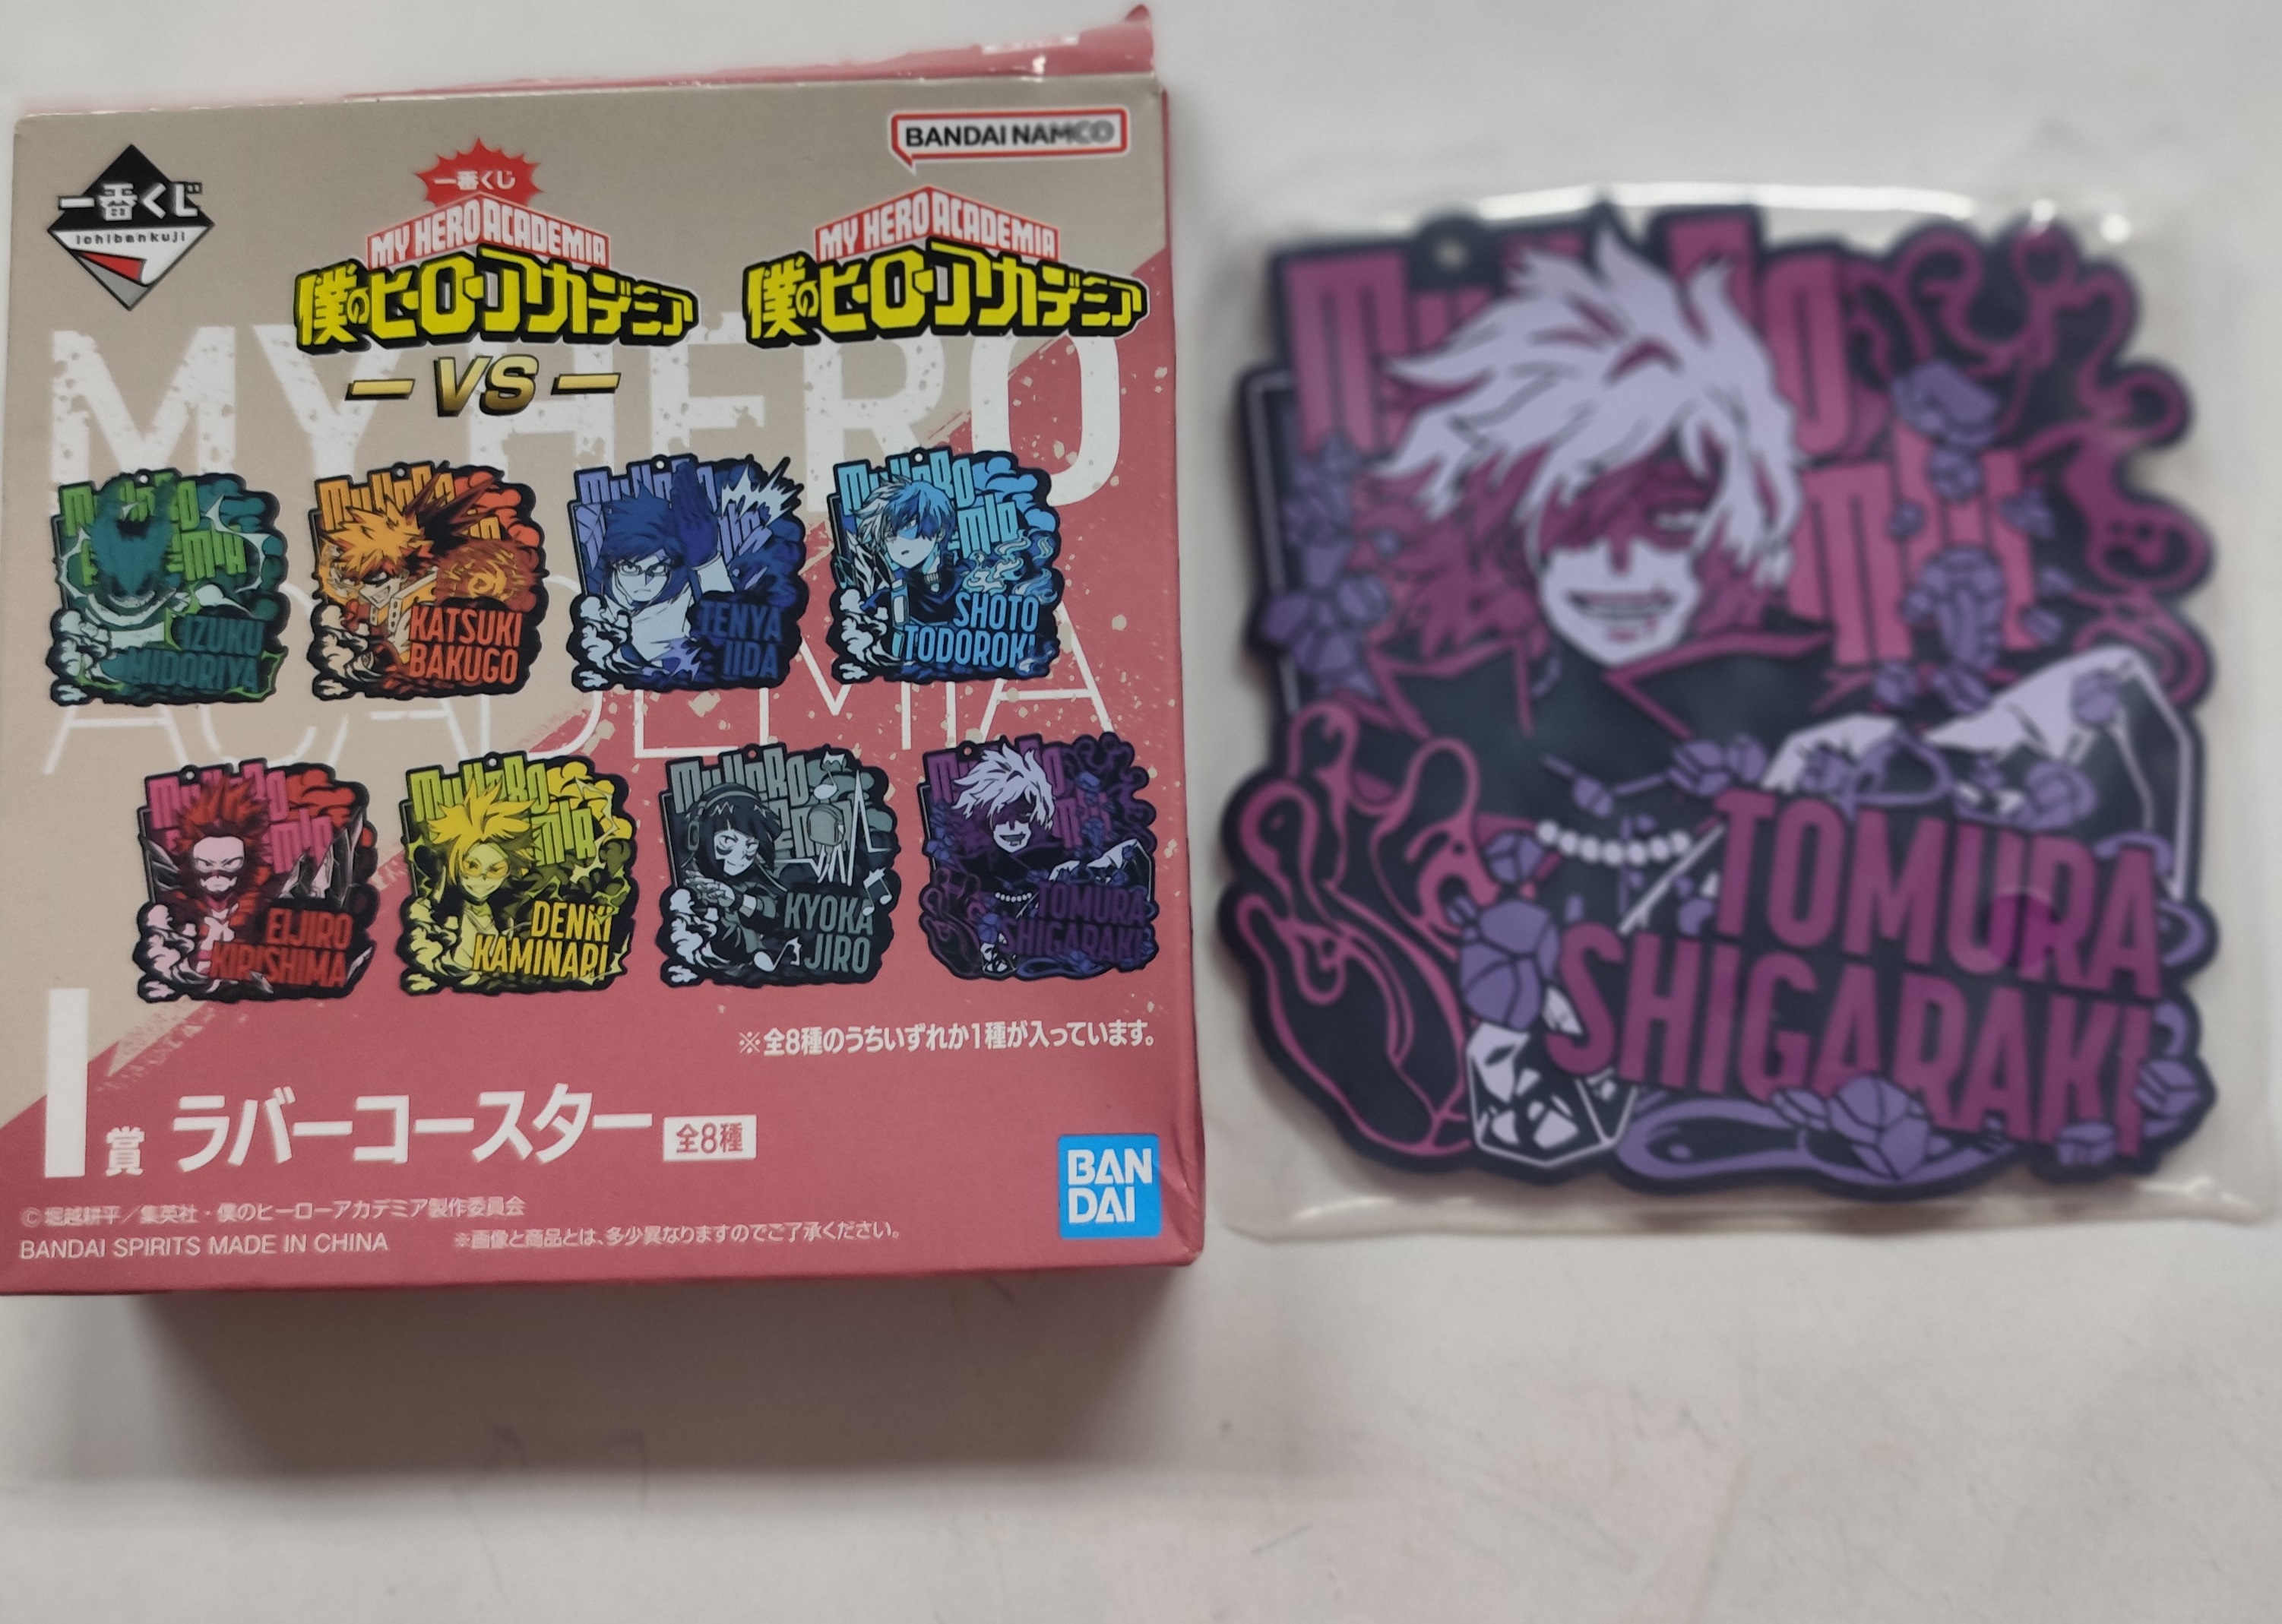 一番くじ
ichibankuji
一番くじ
MY HERO ACADEMIA
僕のヒーローアカデミア
VS
BANDAI NAMCO
MY HERO ACADEMIA
僕のヒーローアカデミア
MY HERO
ACADEMIA
IZUKU
MIDORIYA
KATSUKI
BAKUGO
TENYA
IIDA
SHOTO
TODOROKI
EIJIRO
KIRISHIMA
DENKI
KAMINARI
KYOKA
JIRO
TOMURA
SHIGARAKI
※全8種のうちいずれか1種が入っています。
I賞 ラバーコースター 全8種
©堀越耕平/集英社・僕のヒーローアカデミア製作委員会
BANDAI SPIRITS MADE IN CHINA
※画像と商品とは、多少異なりますのでご了承ください。
BAN
DAI
TOMURA
SHIGARAKI